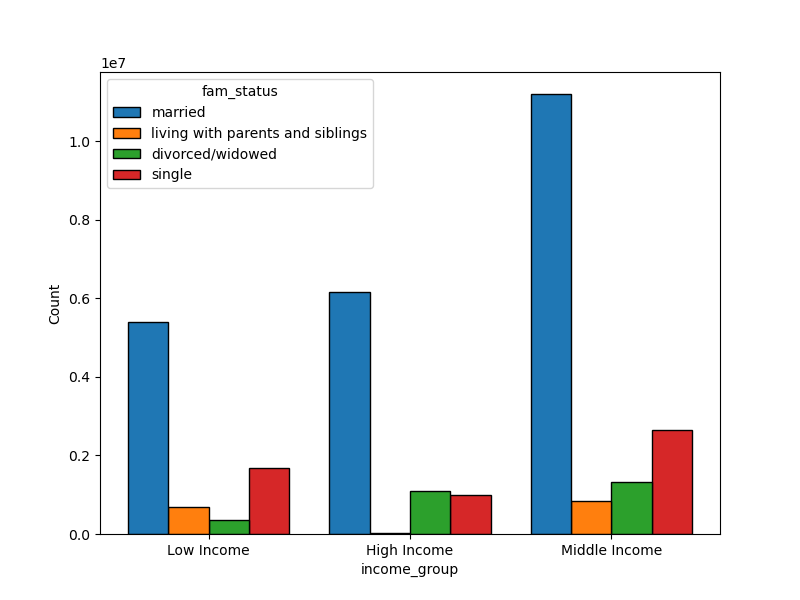 1e7
fam_status
married
living with parents and siblings
divorced/widowed
single
1.0
0.8
0.6
0.4
0.2
0.0
Count
Low Income
High Income
Middle Income
income_group